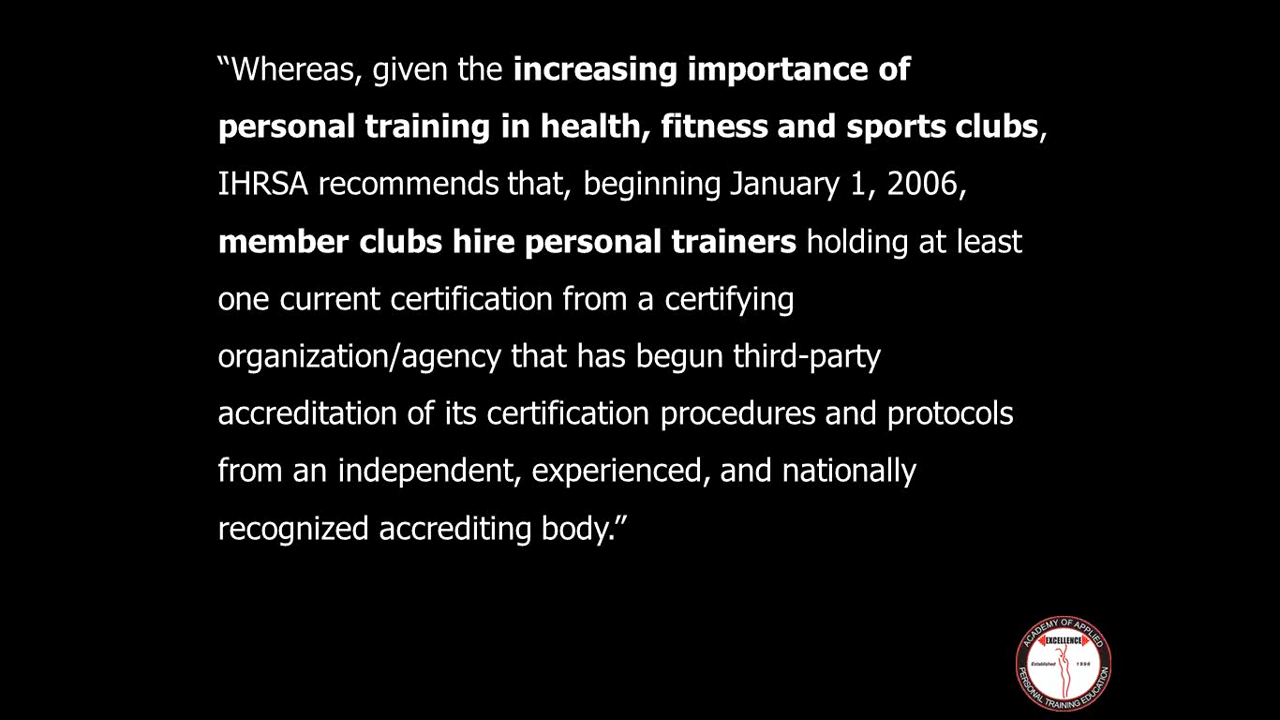 “Whereas, given the increasing importance of
personal training in health, fitness and sports clubs,
IHRSA recommends that, beginning January 1, 2006,
member clubs hire personal trainers holding at least
one current certification from a certifying
organization/agency that has begun third-party
accreditation of its certification procedures and protocols
from an independent, experienced, and nationally
recognized accrediting body.”
ACADEMY OF APPLIED
EXCELLENCE
Established 1996
PERSONAL TRAINING EDUCATION